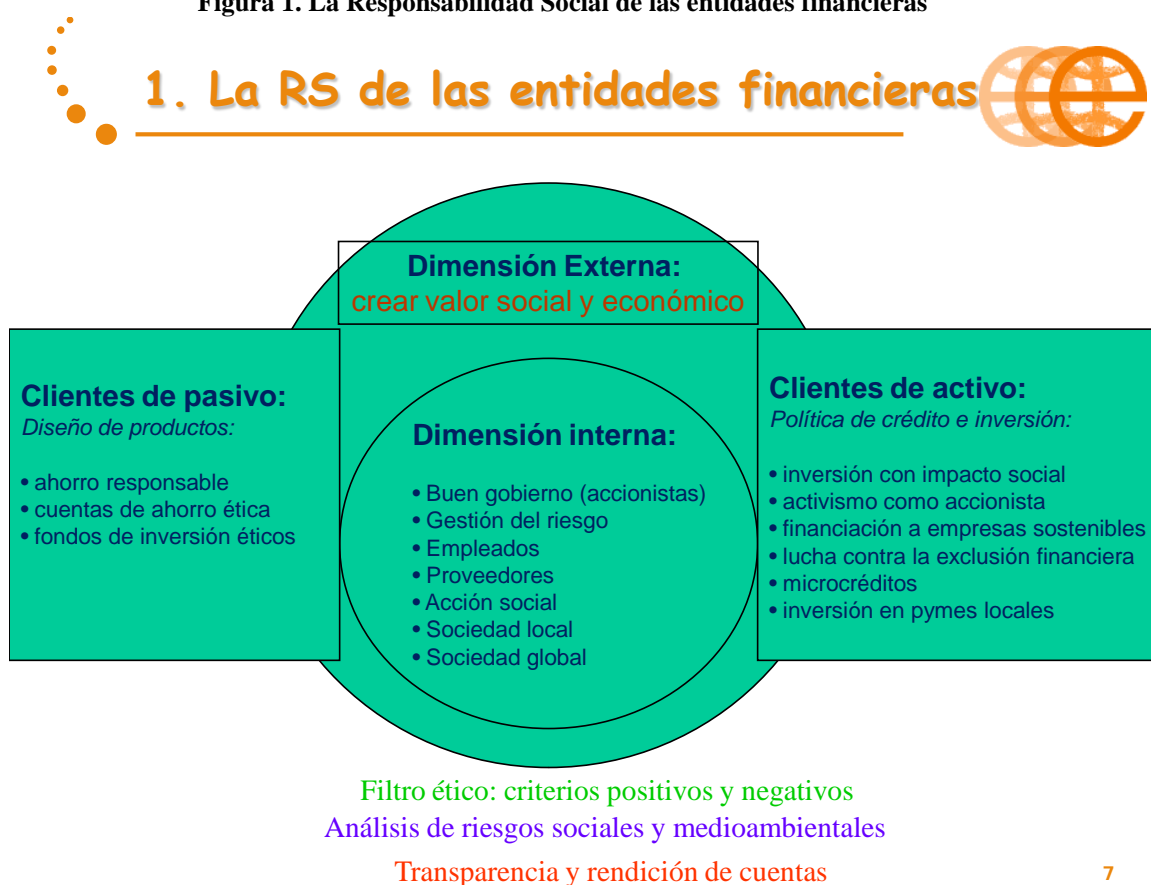 Figura 1. La Responsabilidad Social de las entidades financieras
1. La RS de las entidades financieras
Dimensión Externa:
crear valor social y económico
Clientes de pasivo:
Diseño de productos:
• ahorro responsable
• cuentas de ahorro ética
• fondos de inversión éticos
Dimensión interna:
• Buen gobierno (accionistas)
• Gestión del riesgo
• Empleados
• Proveedores
• Acción social
• Sociedad local
• Sociedad global
Clientes de activo:
Política de crédito e inversión:
• inversión con impacto social
• activismo como accionista
• financiación a empresas sostenibles
• lucha contra la exclusión financiera
• microcréditos
• inversión en pymes locales
Filtro ético: criterios positivos y negativos
Análisis de riesgos sociales y medioambientales
Transparencia y rendición de cuentas
7